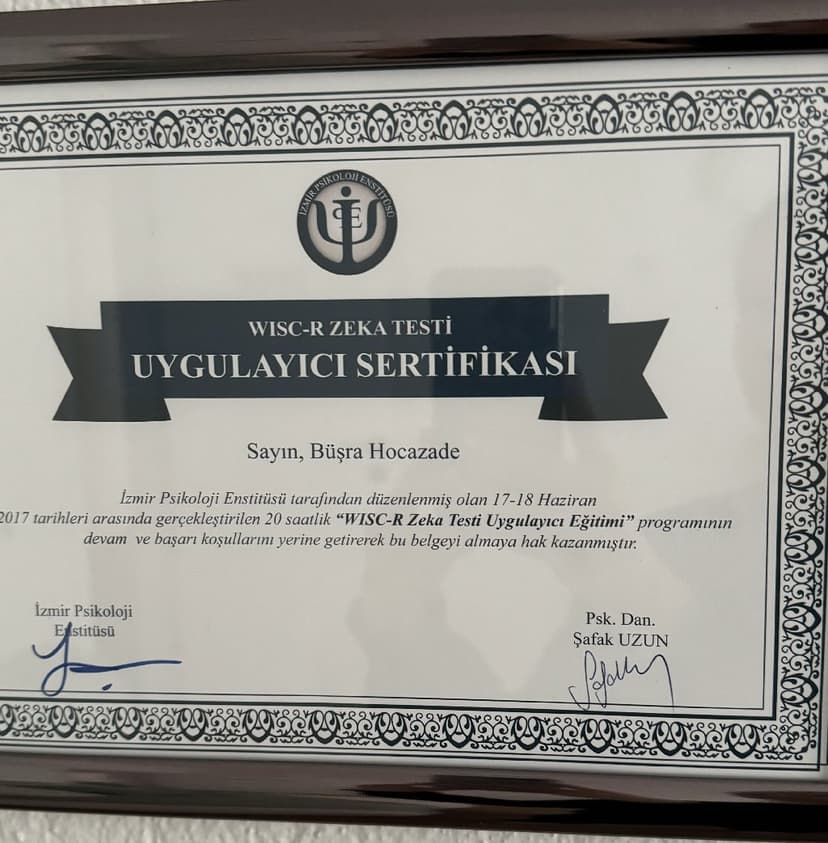 İZMİR PSİKOLOJİ ENSTİTÜSÜ
PE
WISC-R ZEKA TESTİ
UYGULAYICI SERTİFİKASI
Sayın, Büşra Hocazade
İzmir Psikoloji Enstitüsü tarafından düzenlenmiş olan 17-18 Haziran
2017 tarihleri arasında gerçekleştirilen 20 saatlik “WISC-R Zeka Testi Uygulayıcı Eğitimi” programının
devam ve başarı koşullarını yerine getirerek bu belgeyi almaya hak kazanmıştır.
İzmir Psikoloji
Enstitüsü
Psk. Dan.
Şafak UZUN